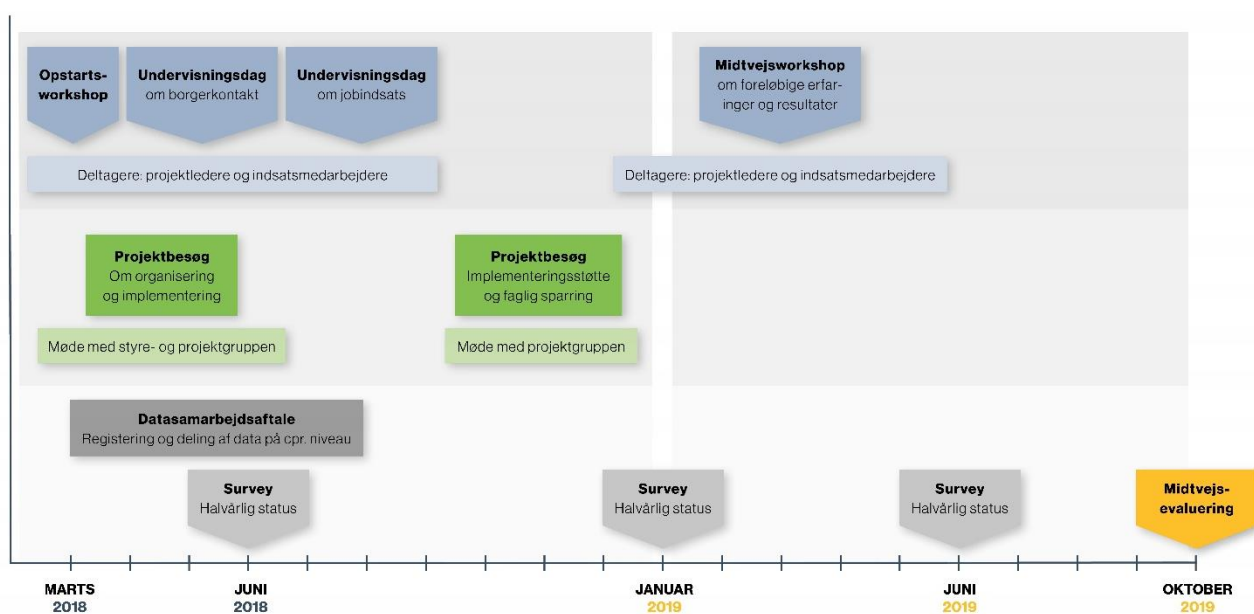 Opstarts-
workshop
Undervisningsdag
om borgerkontakt
Undervisningsdag
om jobindsats
Midtvejsworkshop
om foreløbige erfar-
inger og resultater
Deltagere: projektledere og indsatsmedarbejdere
Deltagere: projektledere og indsatsmedarbejdere
Projektbesøg
Om organisering
og implementering
Projektbesøg
Implementeringsstøtte
og faglig sparring
Møde med styre- og projektgruppen
Møde med projektgruppen
Datasamarbejdsaftale
Registering og deling af data på cpr. niveau
Survey
Halvårlig status
Survey
Halvårlig status
Survey
Halvårlig status
Midtvejs-
evaluering
MARTS
2018
JUNI
2018
JANUAR
2019
JUNI
2019
OKTOBER
2019